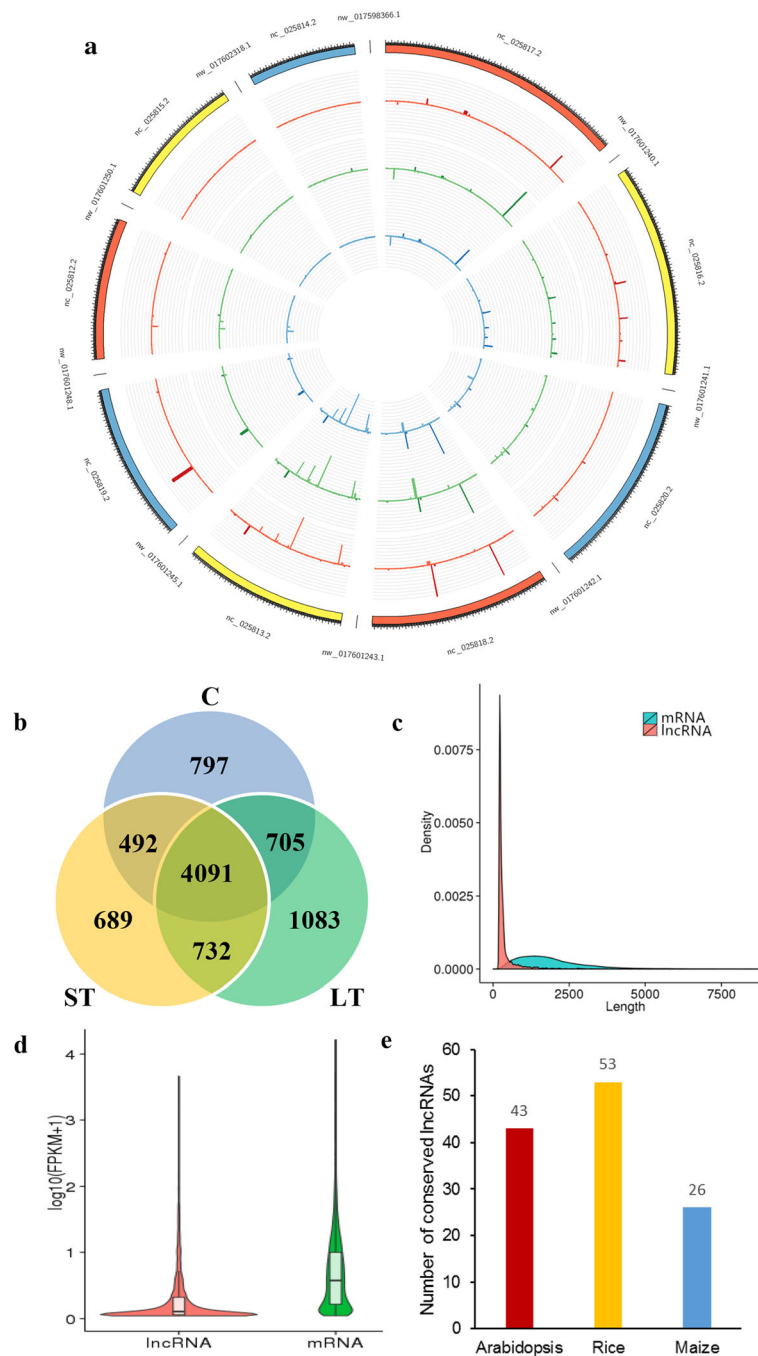 a
nw_017598366.1
nc_025817.2
nw_017601240.1
nc_025816.2
nw_017601241.1
nc_025820.2
nw_017601242.1
nc_025818.2
nw_017601243.1
nc_025813.2
nw_017601245.1
nc_025819.2
nw_017601248.1
nc_025812.2
nw_017601250.1
nc_025815.2
nw_017602318.1
nc_025814.2
b
C
797
492
705
4091
689
1083
732
ST
LT
c
mRNA
lncRNA
0.0075
0.0050
0.0025
0.0000
Density
0
2500
5000
7500
Length
d
4
3
2
1
0
log10(FPKM+1)
lncRNA
mRNA
e
60
50
40
30
20
10
0
Number of conserved lncRNAs
43
53
26
Arabidopsis
Rice
Maize